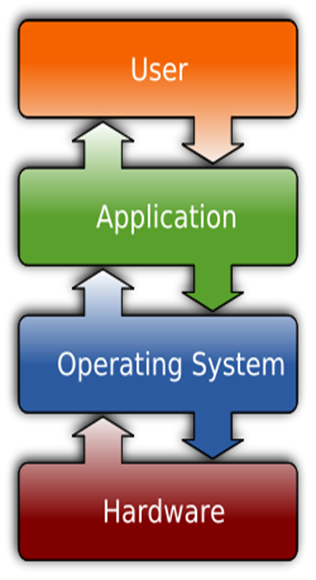 User
Application
Operating System
Hardware